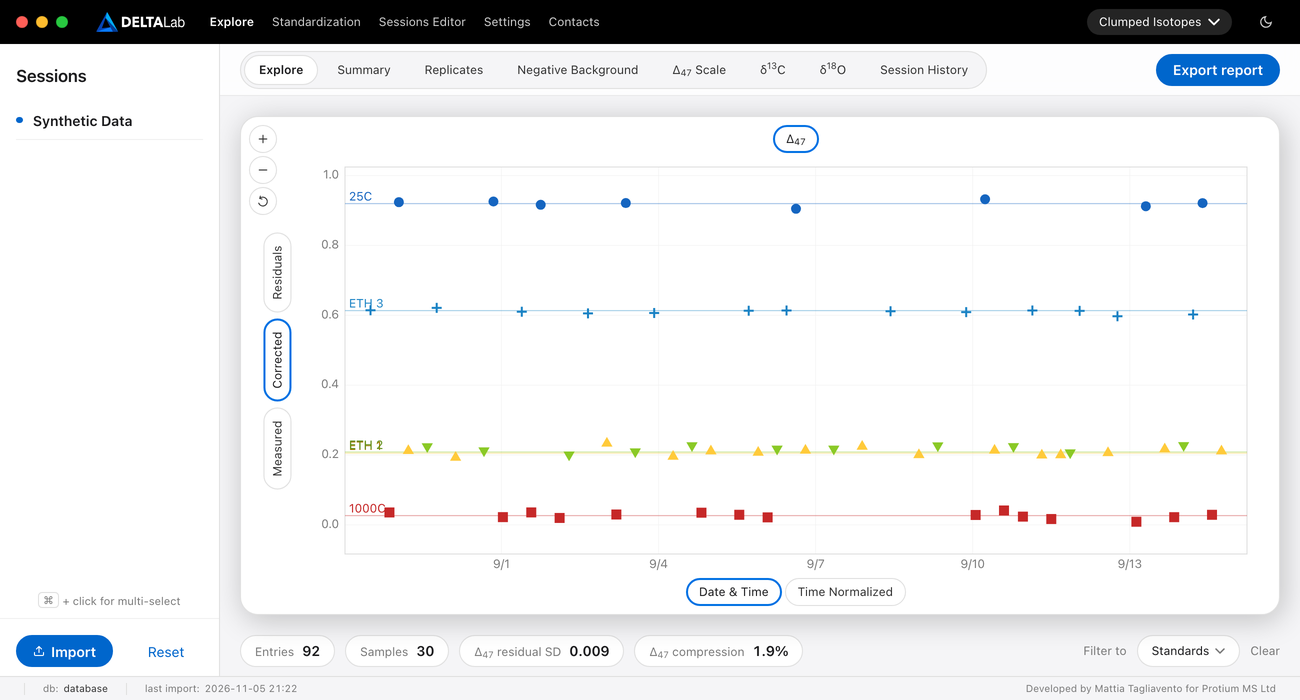 DELTALab Explore Standardization Sessions Editor Settings Contacts Clumped Isotopes
Sessions
Synthetic Data
Explore Summary Replicates Negative Background Δ47 Scale δ13C δ18O Session History Export report
+
−
Δ47
Residuals
Corrected
Measured
1.0
0.8
0.6
0.4
0.2
0.0
25C
ETH 3
ETH 2
1000C
9/1 9/4 9/7 9/10 9/13
Date & Time Time Normalized
⌘ + click for multi-select
Import Reset
Entries 92 Samples 30 Δ47 residual SD 0.009 Δ47 compression 1.9% Filter to Standards Clear
db: database last import: 2026-11-05 21:22 Developed by Mattia Tagliavento for Protium MS Ltd